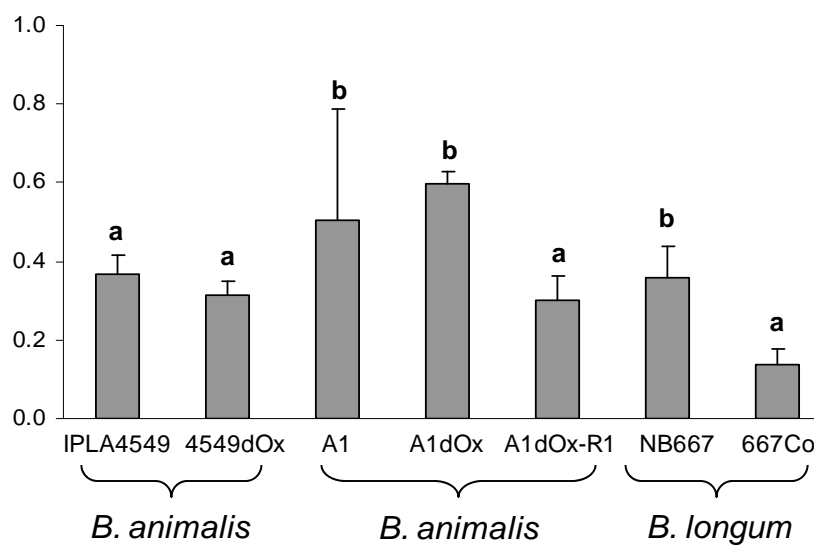 1.0
0.8
0.6
0.4
0.2
0.0
a
a
b
b
a
b
a
IPLA4549 4549dOx A1 A1dOx A1dOx-R1 NB667 667Co
B. animalis B. animalis B. longum